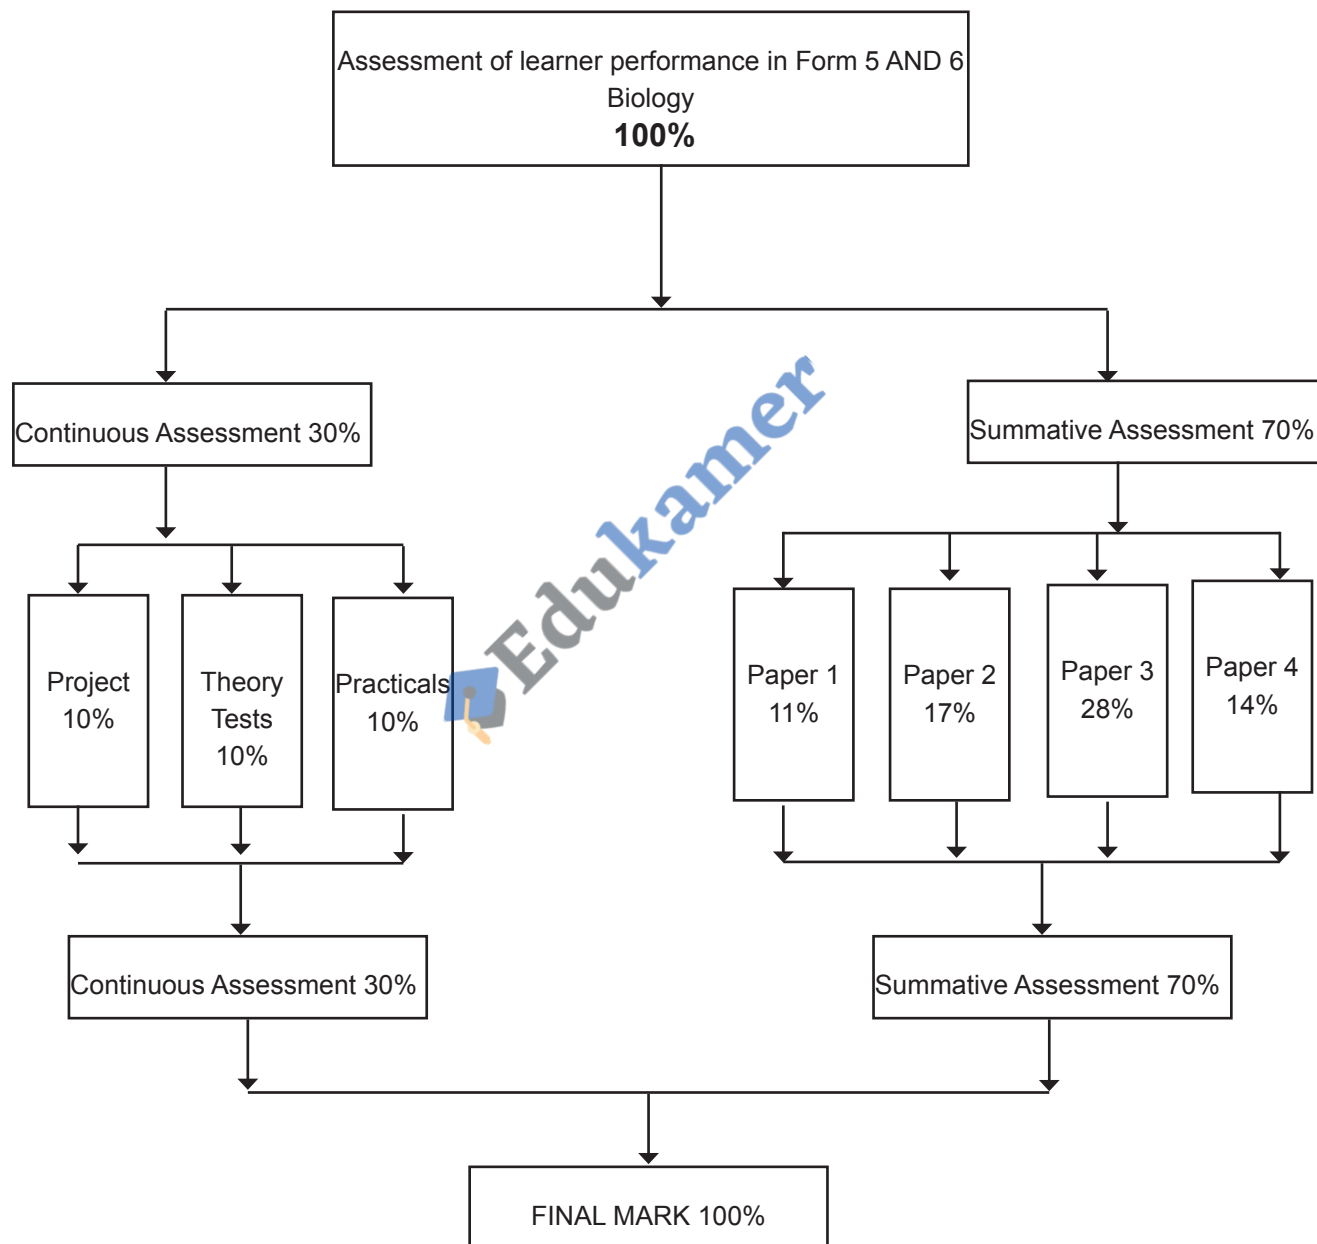 Assessment of learner performance in Form 5 AND 6
Biology
100%
Continuous Assessment 30%
Summative Assessment 70%
Project
10%
Theory
Tests
10%
Practicals
10%
Paper 1
11%
Paper 2
17%
Paper 3
28%
Paper 4
14%
Edukamer
Continuous Assessment 30%
Summative Assessment 70%
FINAL MARK 100%